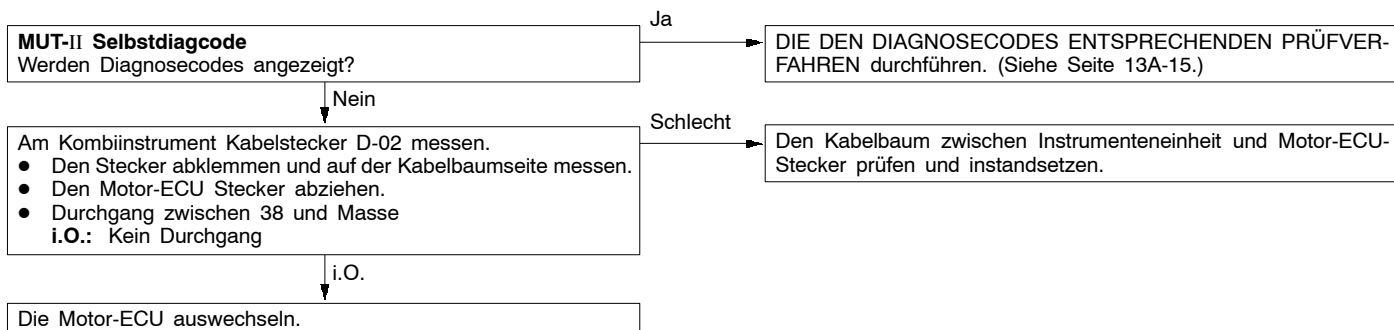 MUT-II Selbstdiagcode
Werden Diagnosecodes angezeigt?
Ja
DIE DEN DIAGNOSECODES ENTSPRECHENDEN PRÜFVER-
FAHREN durchführen. (Siehe Seite 13A-15.)
Nein
Am Kombiinstrument Kabelstecker D-02 messen.
● Den Stecker abklemmen und auf der Kabelbaumseite messen.
● Den Motor-ECU Stecker abziehen.
● Durchgang zwischen 38 und Masse
i.O.: Kein Durchgang
Schlecht
Den Kabelbaum zwischen Instrumenteneinheit und Motor-ECU-
Stecker prüfen und instandsetzen.
i.O.
Die Motor-ECU auswechseln.